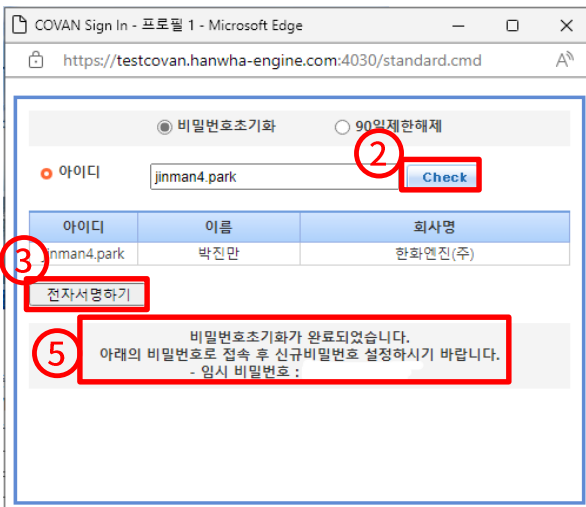 COVAN Sign In - 프로필 1 - Microsoft Edge
https://testcovan.hanwha-engine.com:4030/standard.cmd
비밀번호초기화 90일제한해제
2
아이디 jinman4.park Check
아이디 이름 회사명
jinman4.park 박진만 한화엔진(주)
3
전자서명하기
5
비밀번호초기화가 완료되었습니다.
아래의 비밀번호로 접속 후 신규비밀번호 설정하시기 바랍니다.
- 임시 비밀번호 :